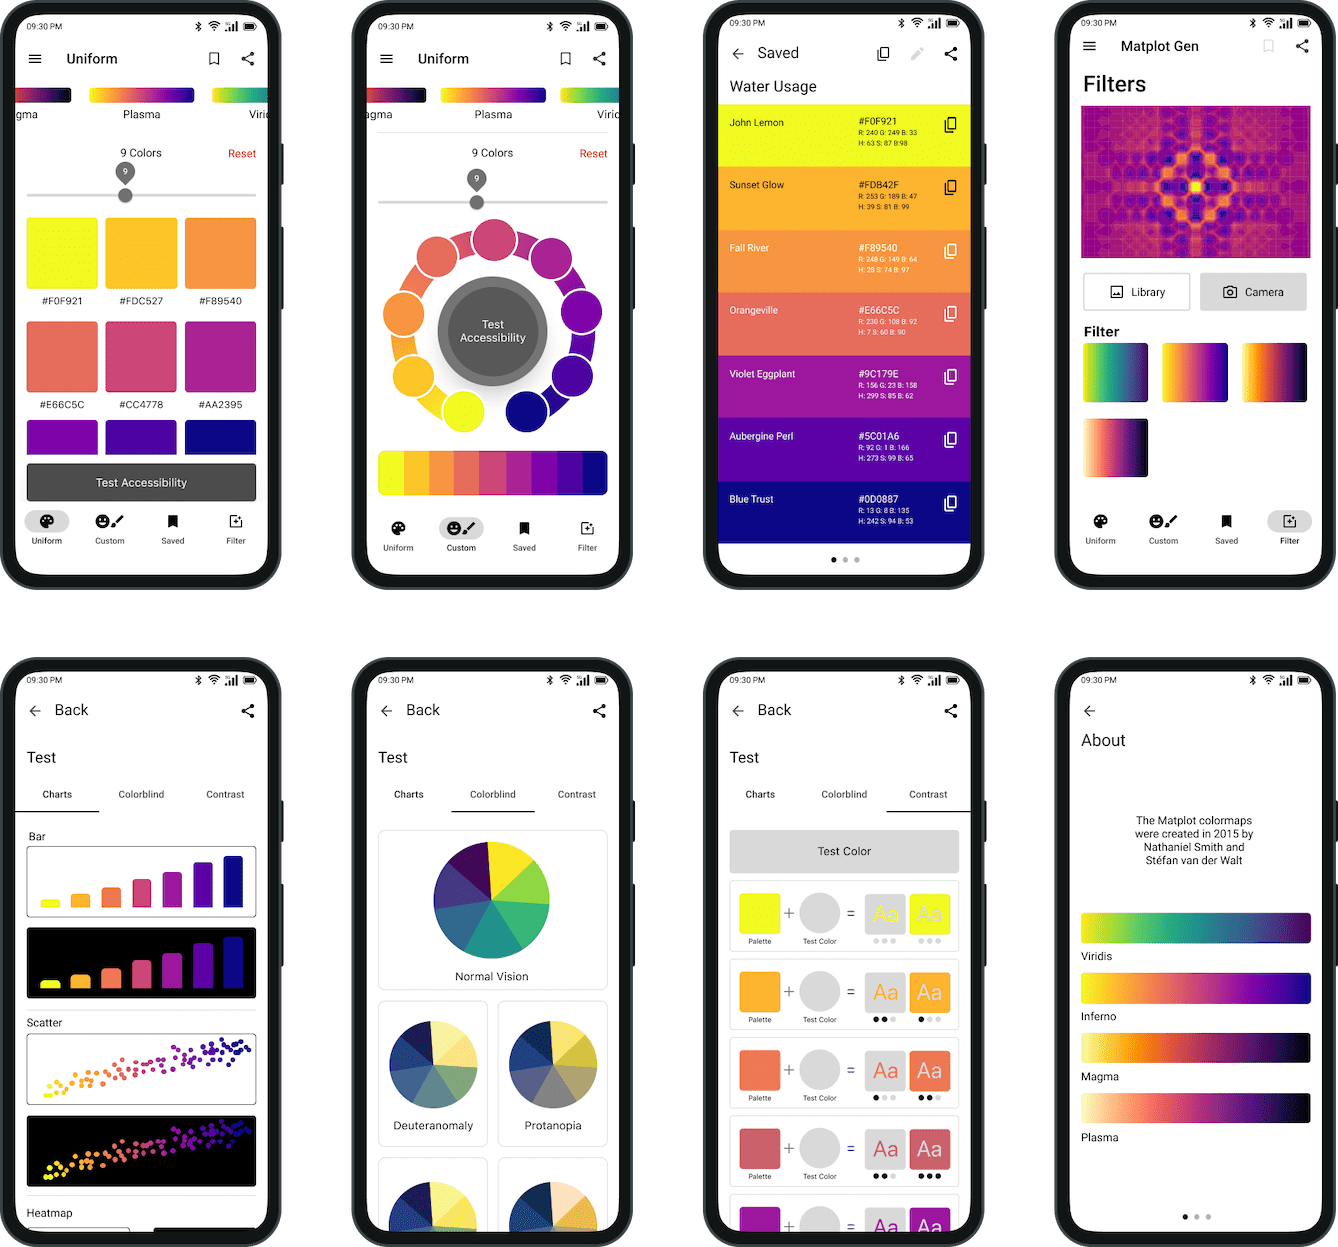 09:30 PM
Uniform
gma
Plasma
Virid
9 Colors
Reset
9
#F0F921
#FDC527
#F89540
#E66C5C
#CC4778
#AA2395
Test Accessibility
Uniform
Custom
Saved
Filter
09:30 PM
Uniform
agma
Plasma
Viri
9 Colors
Reset
9
Test
Accessibility
Uniform
Custom
Saved
Filter
09:30 PM
Saved
Water Usage
John Lemon
#F0F921
R: 240 G: 249 B: 33
H: 63 S: 87 B:98
Sunset Glow
#FDB42F
R: 253 G: 189 B: 47
H: 39 S: 81 B: 99
Fall River
#F89540
R: 248 G: 149 B: 64
H: 28 S: 74 B: 97
Orangeville
#E66C5C
R: 230 G: 108 B: 92
H: 7 S: 60 B: 90
Violet Eggplant
#9C179E
R: 156 G: 23 B: 158
H: 299 S: 85 B: 62
Aubergine Perl
#5C01A6
R: 92 G: 1 B: 166
H: 273 S: 99 B: 65
Blue Trust
#0D0887
R: 13 G: 8 B: 135
H: 242 S: 94 B: 53
09:30 PM
Matplot Gen
Filters
Library
Camera
Filter
Uniform
Custom
Saved
Filter
09:30 PM
Back
Test
Charts
Colorblind
Contrast
Bar
Scatter
Heatmap
09:30 PM
Back
Test
Charts
Colorblind
Contrast
Normal Vision
Deuteranomaly
Protanopia
09:30 PM
Back
Test
Charts
Colorblind
Contrast
Test Color
+ = Aa Aa
Palette
Test Color
+ = Aa Aa
Palette
Test Color
+ = Aa Aa
Palette
Test Color
+ = Aa Aa
Palette
Test Color
+ = Aa Aa
09:30 PM
About
The Matplot colormaps
were created in 2015 by
Nathaniel Smith and
Stéfan van der Walt
Viridis
Inferno
Magma
Plasma